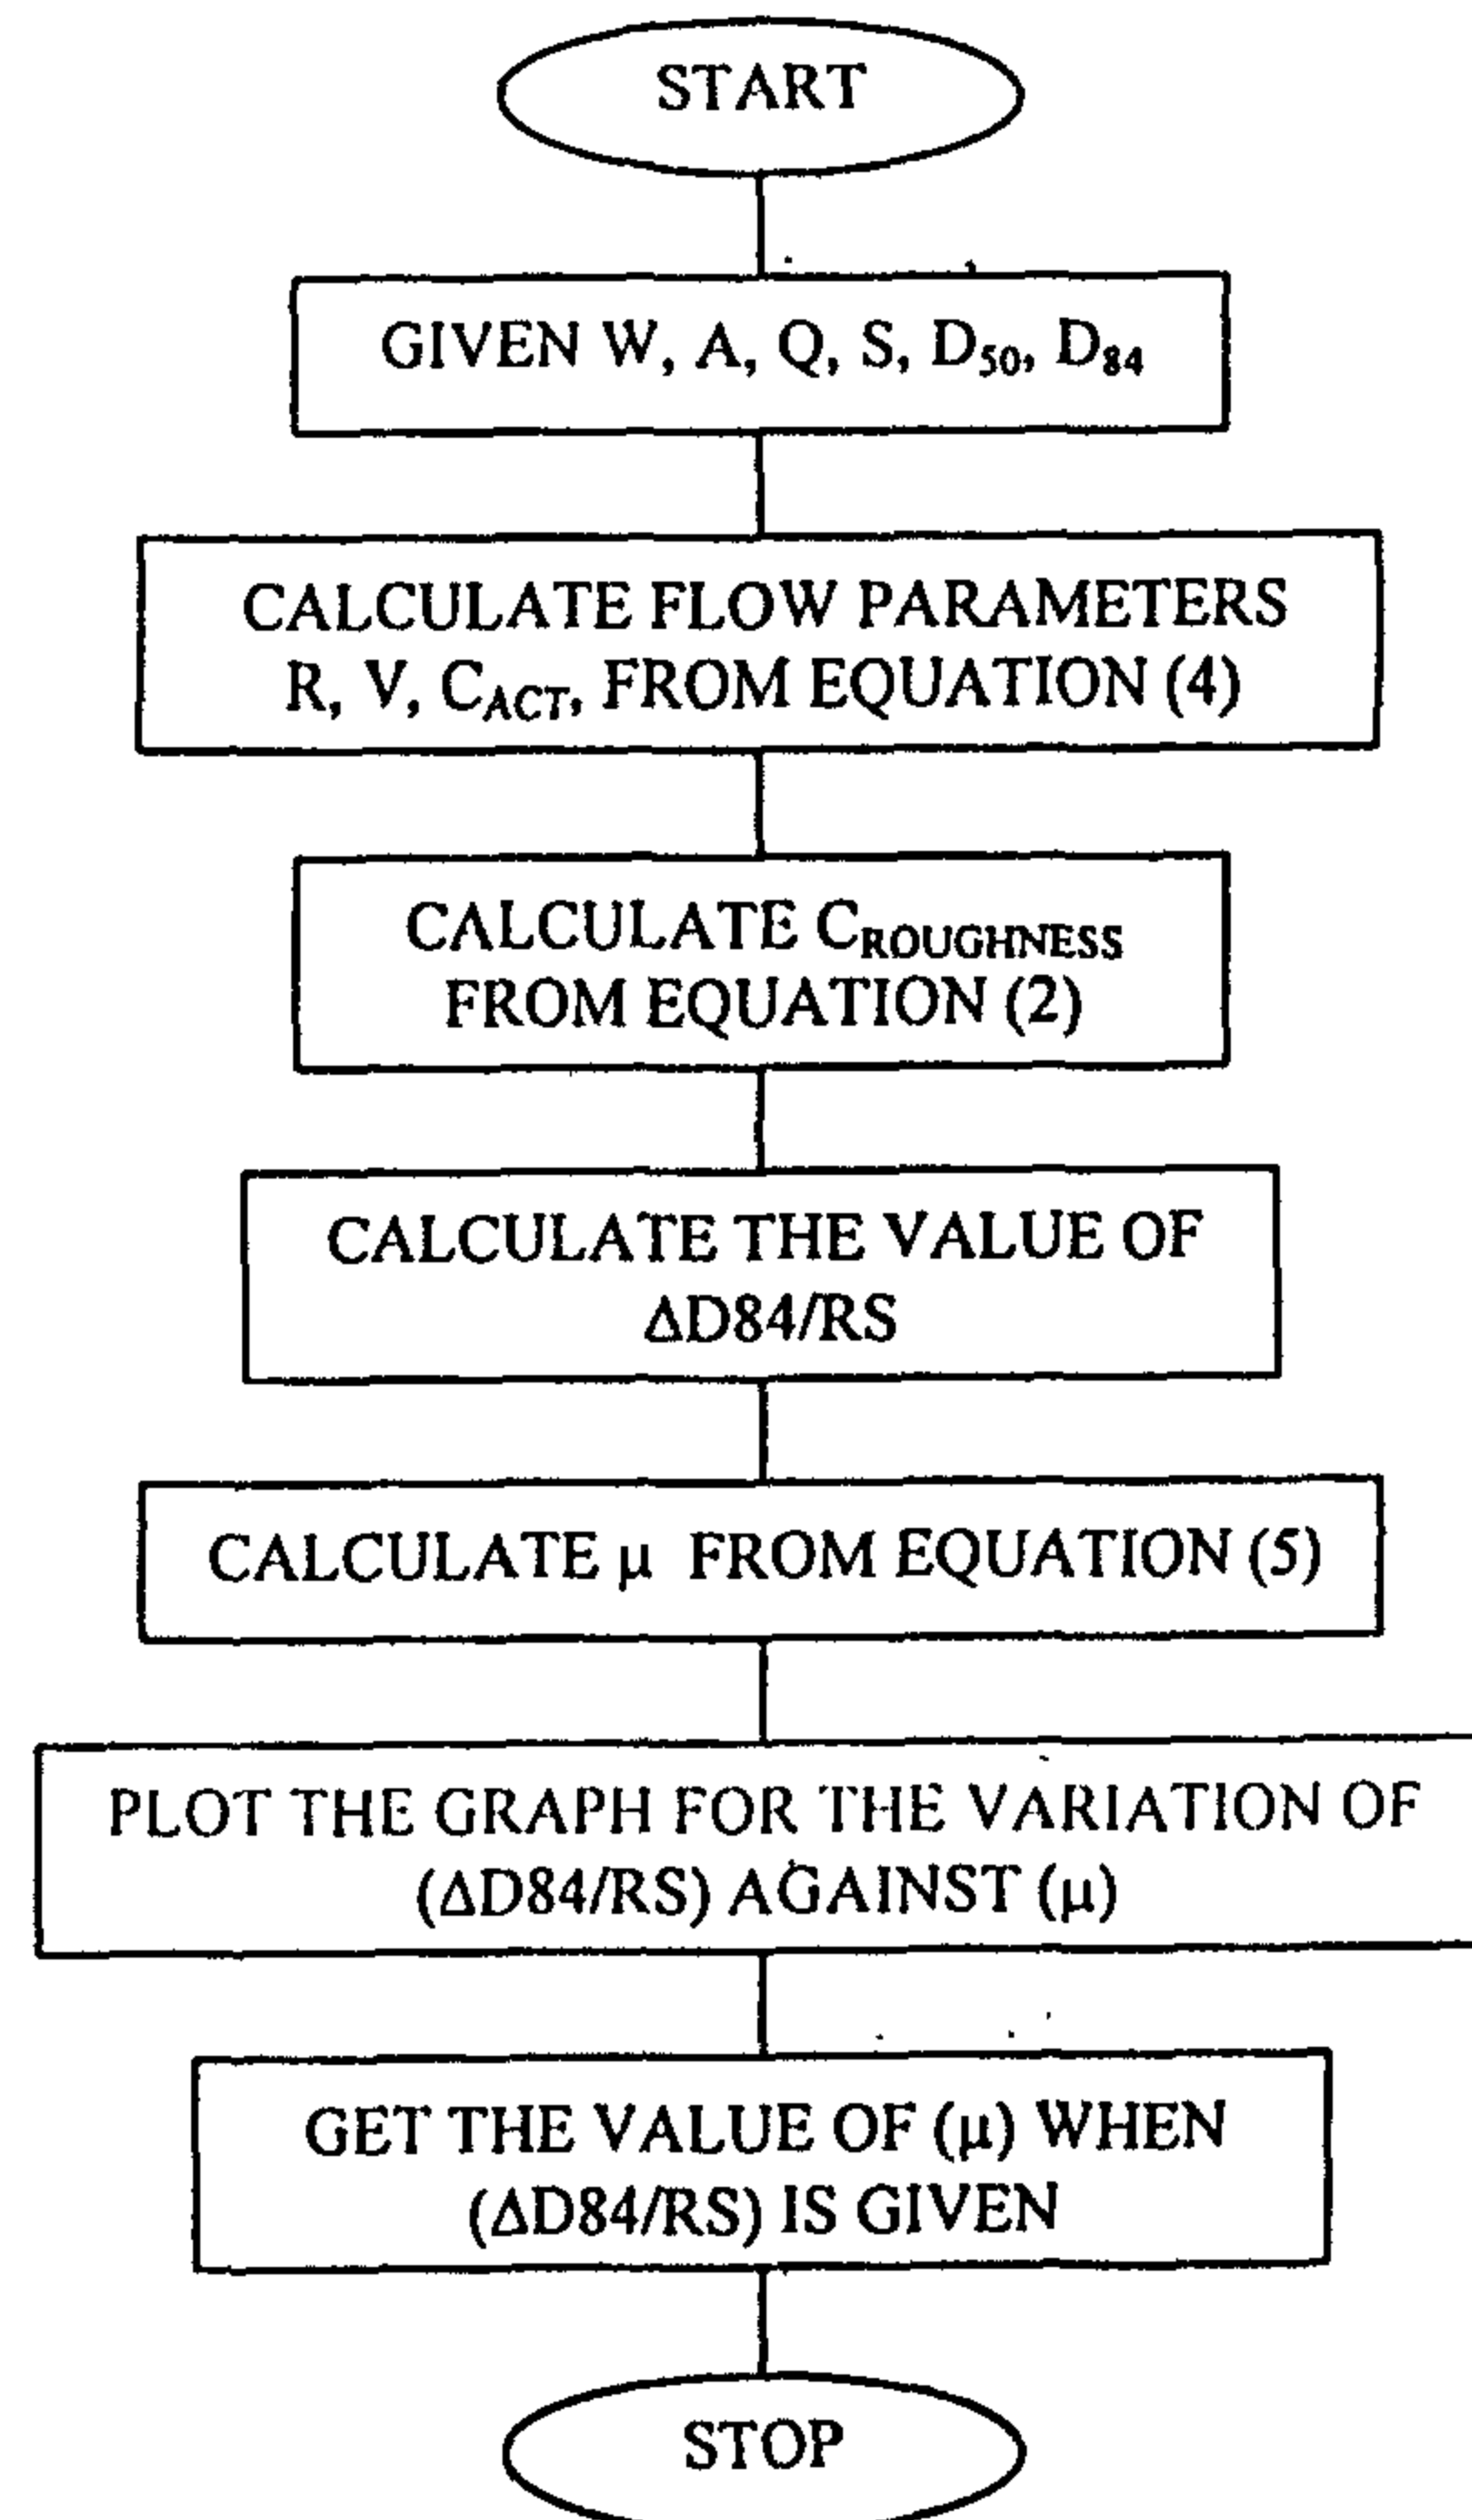 START
GIVEN W, A, Q, S, D₅₀, D₈₄
CALCULATE FLOW PARAMETERS
R, V, C_ACT, FROM EQUATION (4)
CALCULATE C_ROUGHNESS
FROM EQUATION (2)
CALCULATE THE VALUE OF
ΔD84/RS
CALCULATE μ FROM EQUATION (5)
PLOT THE GRAPH FOR THE VARIATION OF
(ΔD84/RS) AGAINST (μ)
GET THE VALUE OF (μ) WHEN
(ΔD84/RS) IS GIVEN
STOP